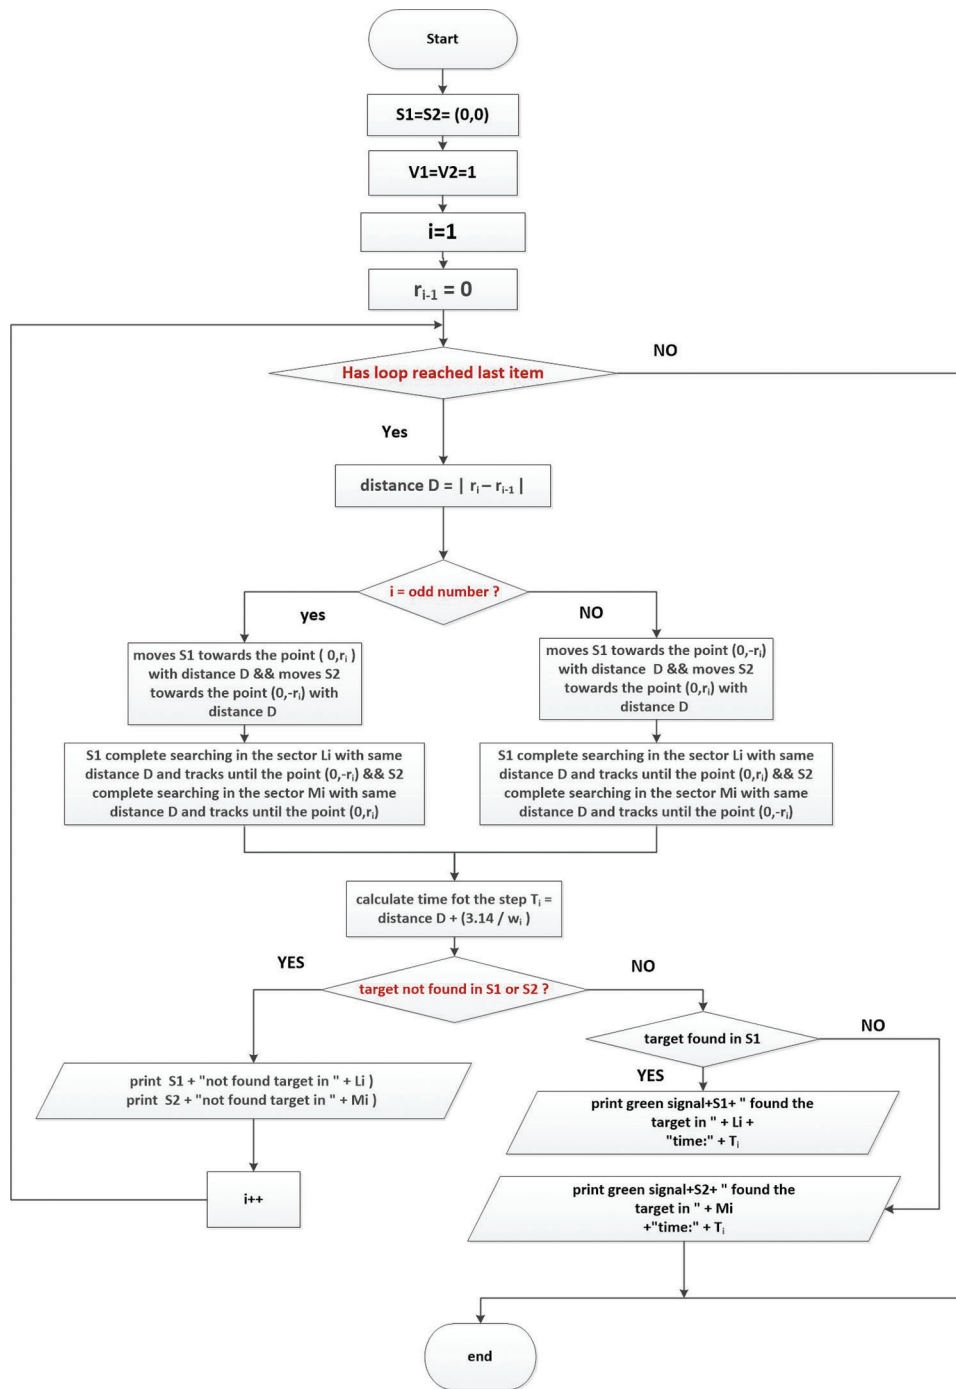 Start
S1=S2= (0,0)
V1=V2=1
i=1
rᵢ₋₁ = 0
NO
Has loop reached last item
Yes
distance D = | rᵢ – rᵢ₋₁ |
i = odd number ?
yes
NO
moves S1 towards the point ( 0,rᵢ )
with distance D && moves S2
towards the point (0,-rᵢ) with
distance D
moves S1 towards the point (0,-rᵢ)
with distance D && moves S2
towards the point (0,rᵢ) with
distance D
S1 complete searching in the sector Li with same
distance D and tracks until the point (0,-rᵢ) && S2
complete searching in the sector Mi with same
distance D and tracks until the point (0,rᵢ)
S1 complete searching in the sector Li with same
distance D and tracks until the point (0,rᵢ) && S2
complete searching in the sector Mi with same
distance D and tracks until the point (0,-rᵢ)
calculate time fot the step Tᵢ =
distance D + (3.14 / wᵢ )
YES
NO
target not found in S1 or S2 ?
target found in S1
NO
YES
print S1 + "not found target in " + Li )
print S2 + "not found target in " + Mi )
print green signal+S1+ " found the
target in " + Li +
"time:" + Tᵢ
i++
print green signal+S2+ " found the
target in " + Mi
+"time:" + Tᵢ
end